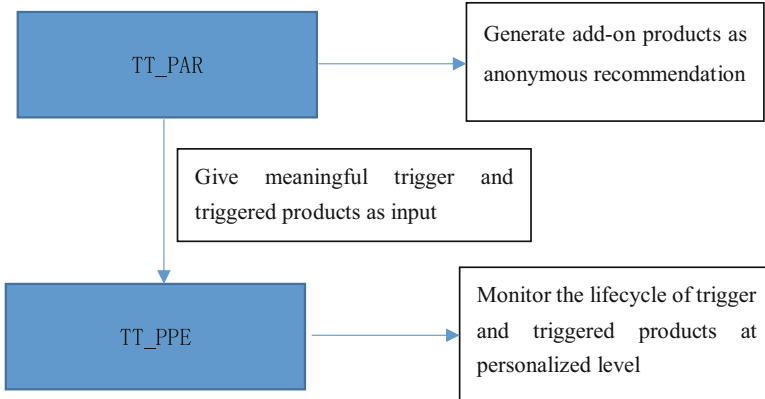 TT_PAR
Generate add-on products as
anonymous recommendation
Give meaningful trigger and
triggered products as input
TT_PPE
Monitor the lifecycle of trigger
and triggered products at
personalized level